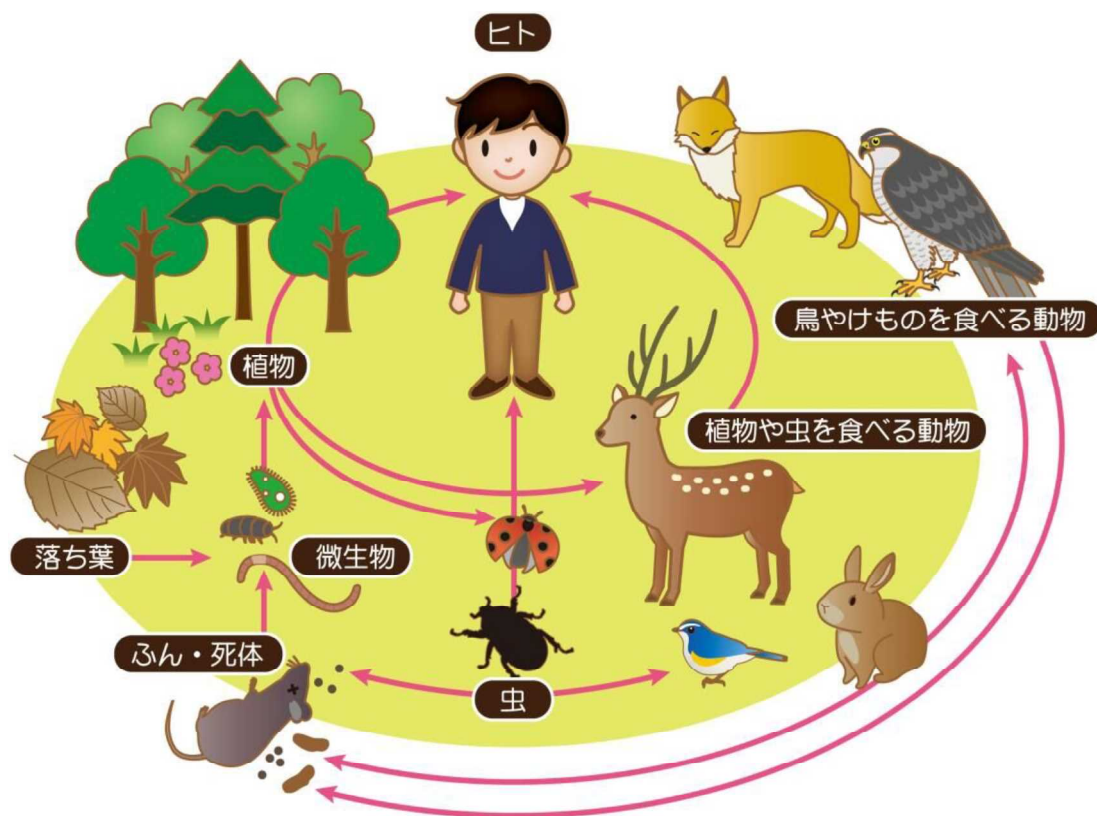 ヒト
鳥やけものを食べる動物
植物
植物や虫を食べる動物
落ち葉
微生物
ふん・死体
虫